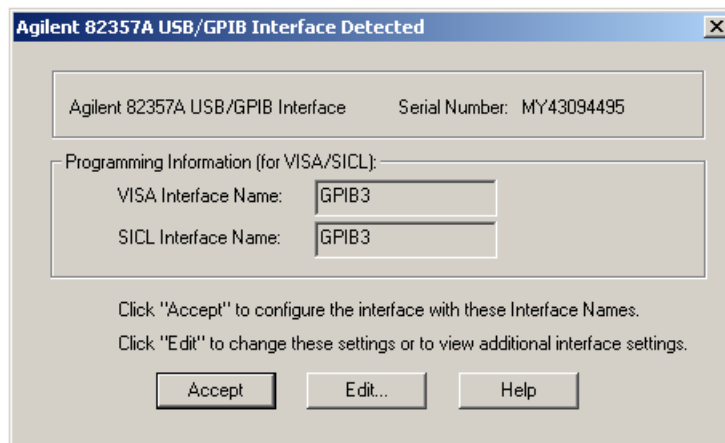 Agilent 82357A USB/GPIB Interface Detected
Agilent 82357A USB/GPIB Interface Serial Number: MY43094495
Programming Information (for VISA/SICL):
VISA Interface Name: GPIB3
SICL Interface Name: GPIB3
Click "Accept" to configure the interface with these Interface Names.
Click "Edit" to change these settings or to view additional interface settings.
Accept Edit... Help